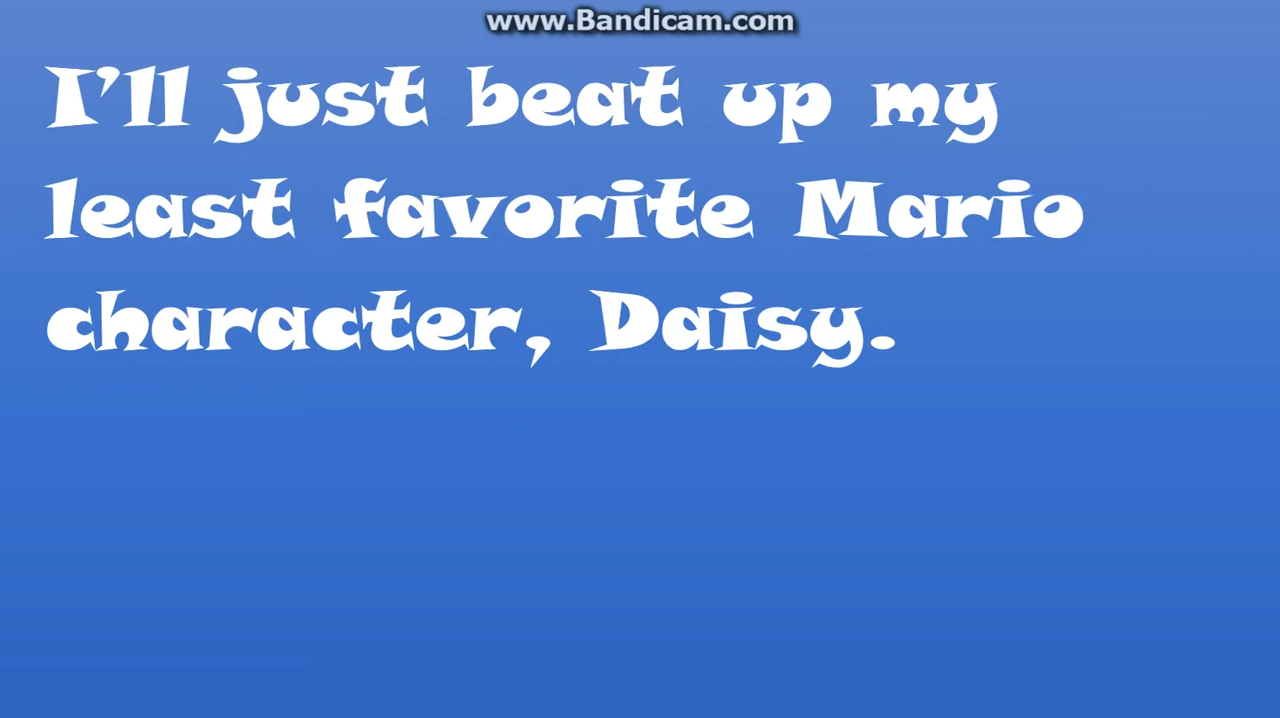 www.Bandicam.com
I'll just beat up my
least favorite Mario
character, Daisy.